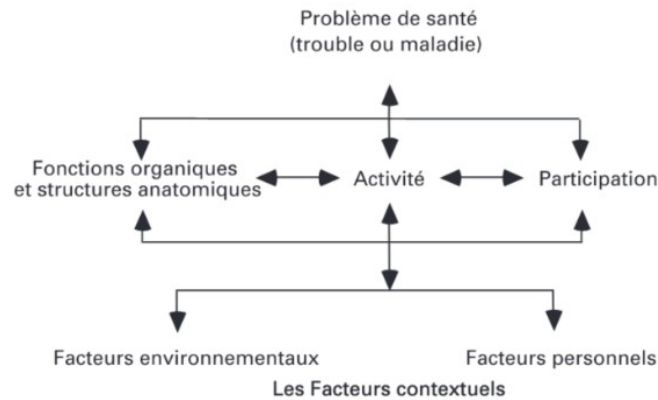 Problème de santé
(trouble ou maladie)
Fonctions organiques
et structures anatomiques
Activité
Participation
Facteurs environnementaux
Facteurs personnels
Les Facteurs contextuels